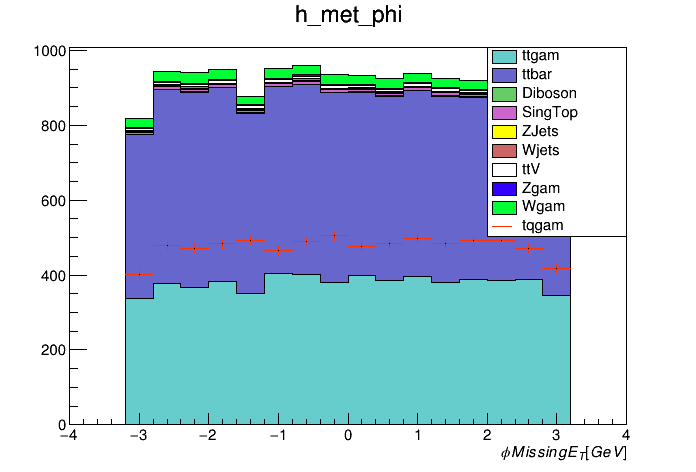 h_met_phi
1000
800
600
400
200
0
ttgam
ttbar
Diboson
SingTop
ZJets
Wjets
ttV
Zgam
Wgam
tqgam
−4 −3 −2 −1 0 1 2 3 4
ϕMissingE_T[GeV]